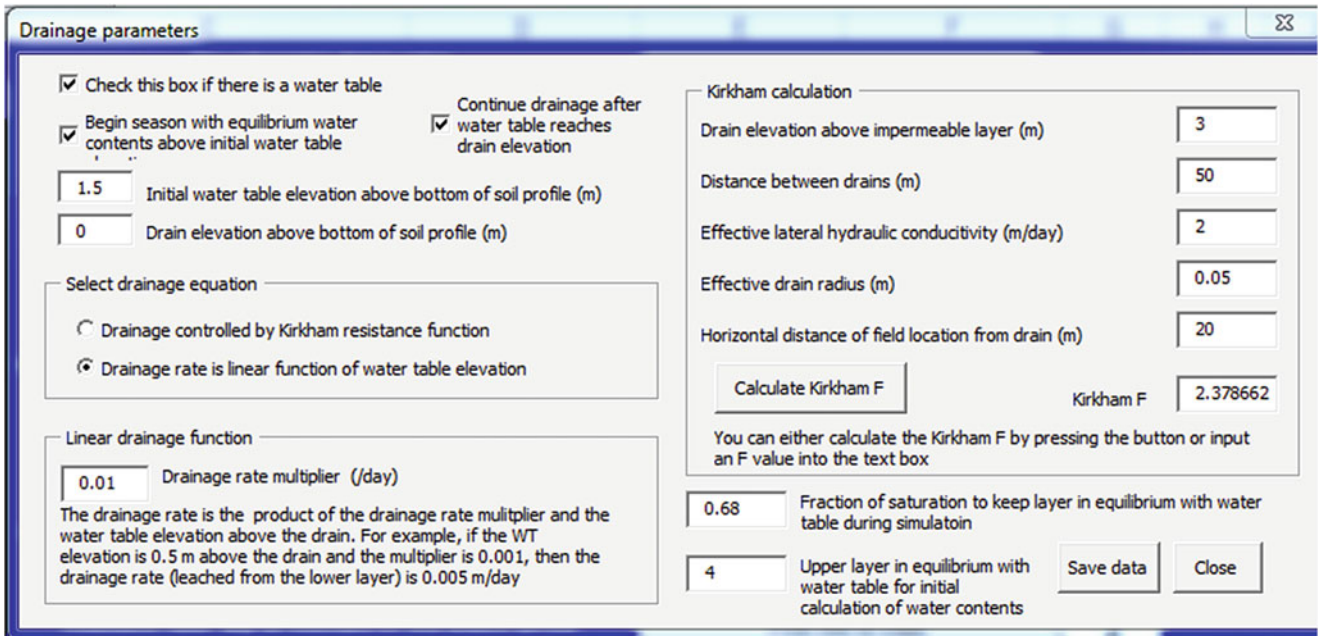 Drainage parameters
Check this box if there is a water table
Begin season with equilibrium water
contents above initial water table
Continue drainage after
water table reaches
drain elevation
1.5 Initial water table elevation above bottom of soil profile (m)
0 Drain elevation above bottom of soil profile (m)
Select drainage equation
Drainage controlled by Kirkham resistance function
Drainage rate is linear function of water table elevation
Linear drainage function
0.01 Drainage rate multiplier (/day)
The drainage rate is the product of the drainage rate mulitplier and the
water table elevation above the drain. For example, if the WT
elevation is 0.5 m above the drain and the multiplier is 0.001, then the
drainage rate (leached from the lower layer) is 0.005 m/day
Kirkham calculation
Drain elevation above impermeable layer (m) 3
Distance between drains (m) 50
Effective lateral hydraulic conducitivity (m/day) 2
Effective drain radius (m) 0.05
Horizontal distance of field location from drain (m) 20
Calculate Kirkham F Kirkham F 2.378662
You can either calculate the Kirkham F by pressing the button or input
an F value into the text box
0.68 Fraction of saturation to keep layer in equilibrium with water
table during simulatoin
4 Upper layer in equilibrium with
water table for initial
calculation of water contents
Save data Close